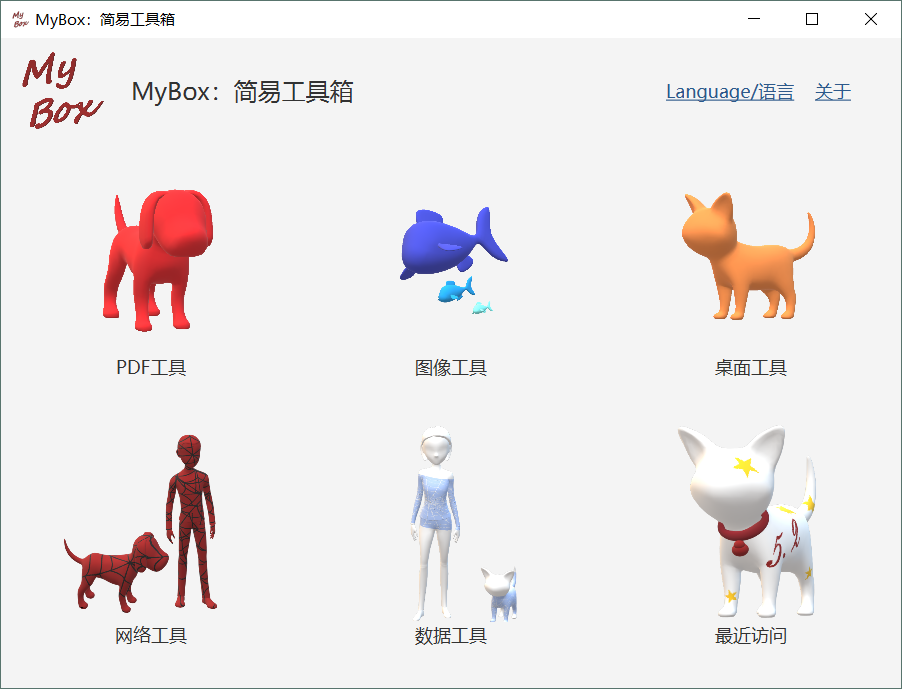 My
Box
MyBox：简易工具箱
My
Box
MyBox：简易工具箱
Language/语言
关于
PDF工具
图像工具
桌面工具
5.9
网络工具
数据工具
最近访问